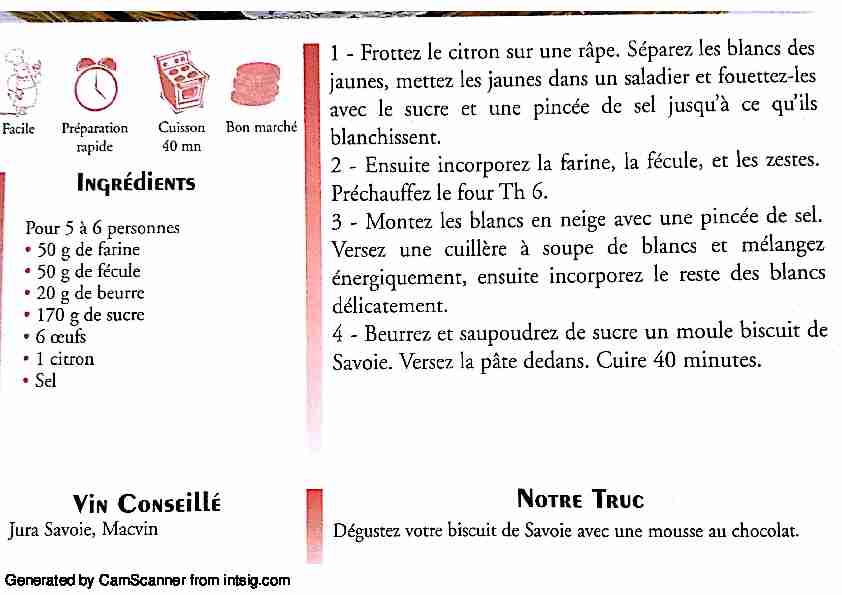 Facile
Préparation
rapide
Cuisson
40 mn
Bon marché
Ingrédients
Pour 5 à 6 personnes
• 50 g de farine
• 50 g de fécule
• 20 g de beurre
• 170 g de sucre
• 6 œufs
• 1 citron
• Sel
1 - Frottez le citron sur une râpe. Séparez les blancs des
jaunes, mettez les jaunes dans un saladier et fouettez-les
avec le sucre et une pincée de sel jusqu'à ce qu'ils
blanchissent.
2 - Ensuite incorporez la farine, la fécule, et les zestes.
Préchauffez le four Th 6.
3 - Montez les blancs en neige avec une pincée de sel.
Versez une cuillère à soupe de blancs et mélangez
énergiquement, ensuite incorporez le reste des blancs
délicatement.
4 - Beurrez et saupoudrez de sucre un moule biscuit de
Savoie. Versez la pâte dedans. Cuire 40 minutes.
Vin Conseillé
Jura Savoie, Macvin
Notre Truc
Dégustez votre biscuit de Savoie avec une mousse au chocolat.
Generated by CamScanner from intsig.com